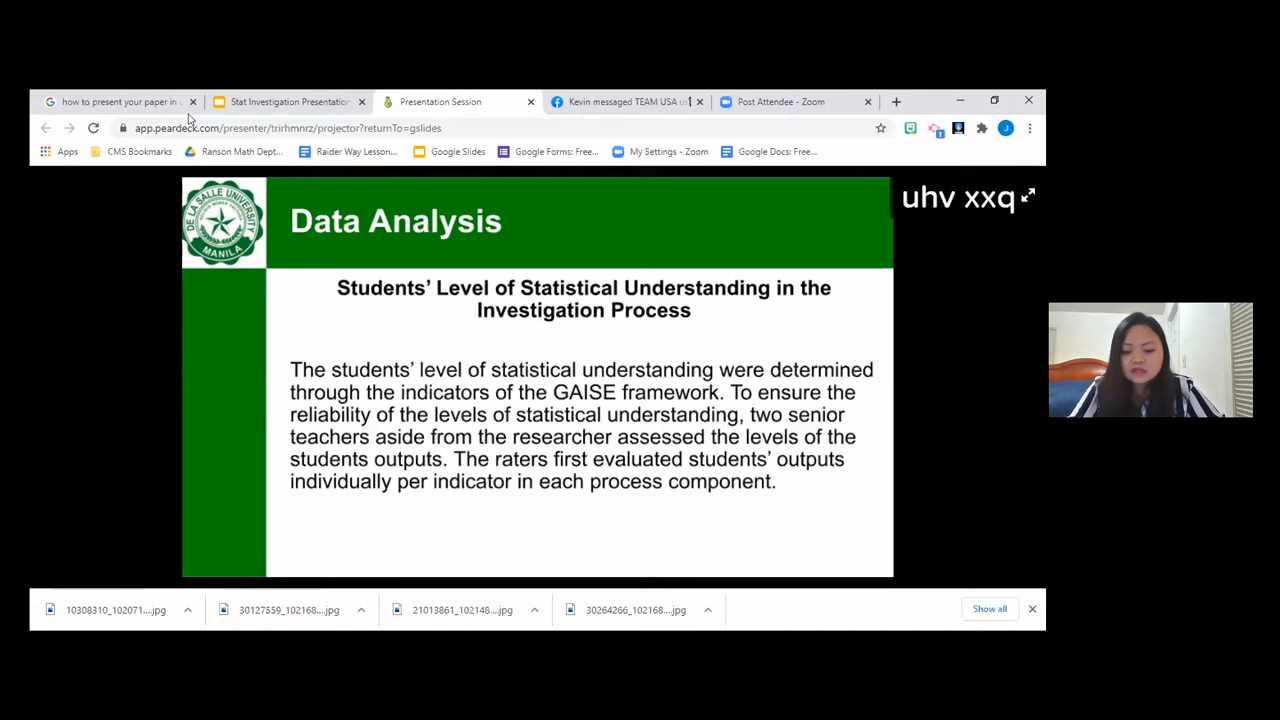 how to present your paper in
Stat Investigation Presentation
Presentation Session
Kevin messaged TEAM USA
Post Attendee - Zoom
app.peardeck.com/presenter/trirhmnrz/projector?returnTo=gslides
Apps
CMS Bookmarks
Ranson Math Dept...
Raider Way Lesson...
Google Slides
Google Forms: Free...
My Settings - Zoom
Google Docs: Free...
DE LA SALLE UNIVERSITY
MANILA
Data Analysis
uhv xxq
Students' Level of Statistical Understanding in the
Investigation Process
The students' level of statistical understanding were determined
through the indicators of the GAISE framework. To ensure the
reliability of the levels of statistical understanding, two senior
teachers aside from the researcher assessed the levels of the
students outputs. The raters first evaluated students' outputs
individually per indicator in each process component.
10308310_102071....jpg
30127559_102168....jpg
21013861_102148....jpg
30264266_102168....jpg
Show all